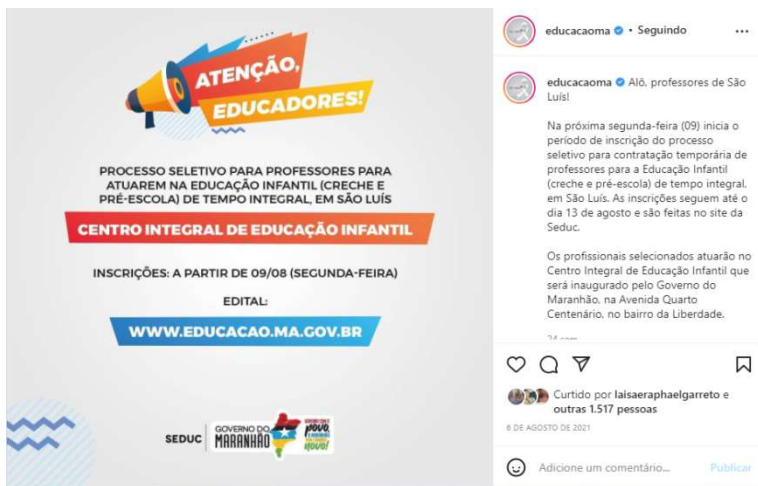 ATENÇÃO,
EDUCADORES!
PROCESSO SELETIVO PARA PROFESSORES PARA
ATUAREM NA EDUCAÇÃO INFANTIL (CRECHE E
PRÉ-ESCOLA) DE TEMPO INTEGRAL, EM SÃO LUÍS
CENTRO INTEGRAL DE EDUCAÇÃO INFANTIL
INSCRIÇÕES: A PARTIR DE 09/08 (SEGUNDA-FEIRA)
EDITAL:
WWW.EDUCACAO.MA.GOV.BR
SEDUC
GOVERNO DO
MARANHÃO
educacaoma • Seguindo
educacaoma Alô, professores de São
Luís!
Na próxima segunda-feira (09) inicia o
período de inscrição do processo
seletivo para contratação temporária de
professores para a Educação Infantil
(creche e pré-escola) de tempo integral,
em São Luís. As inscrições seguem até o
dia 13 de agosto e são feitas no site da
Seduc.
Os profissionais selecionados atuarão no
Centro Integral de Educação Infantil que
será inaugurado pelo Governo do
Maranhão, na Avenida Quarto
Centenário, no bairro da Liberdade.
Curtido por laisaeraphaelgarreto e
outras 1.517 pessoas
6 DE AGOSTO DE 2021
Adicione um comentário... Publicar